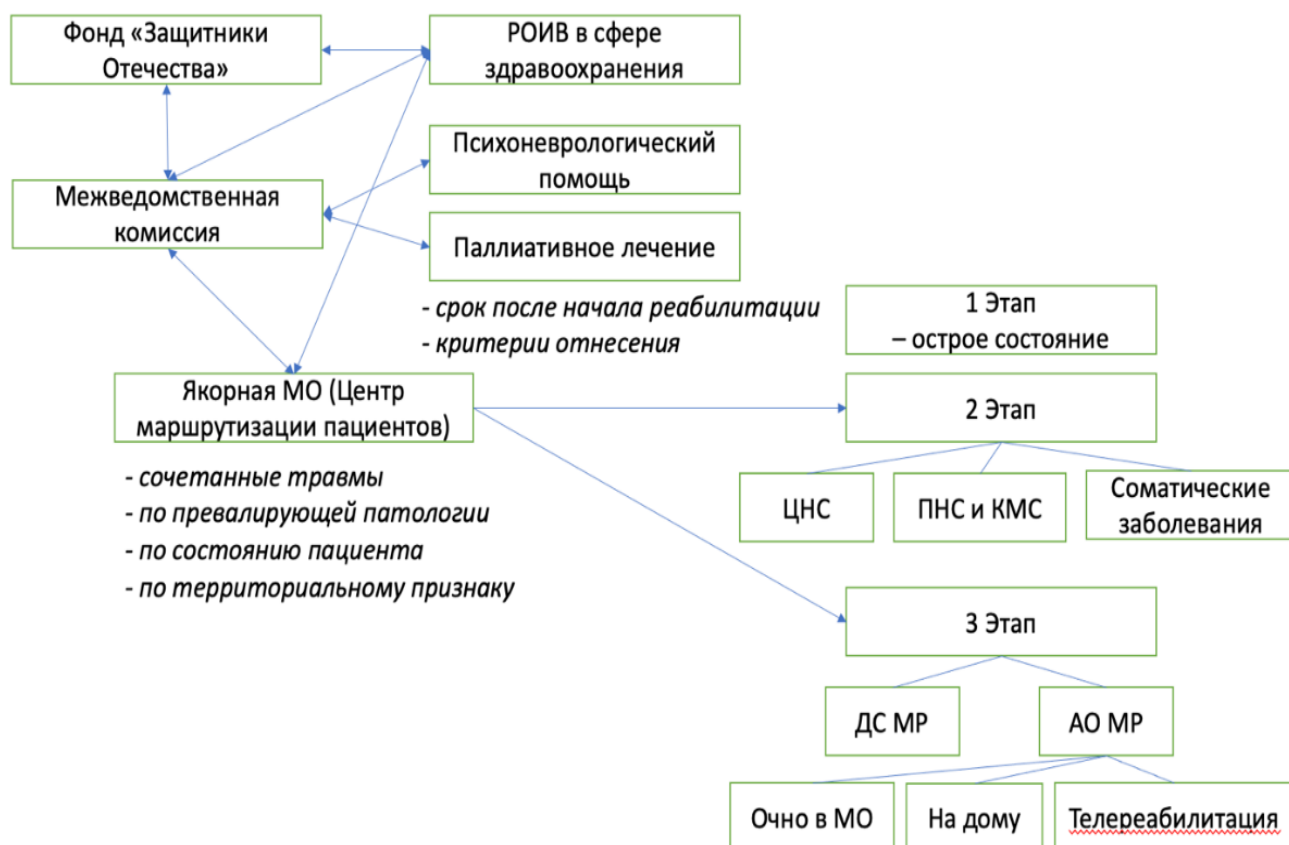 Фонд «Защитники
Отечества»
РОИВ в сфере
здравоохранения
Психоневрологический
помощь
Межведомственная
комиссия
Паллиативное лечение
- срок после начала реабилитации
- критерии отнесения
1 Этап
– острое состояние
Якорная МО (Центр
маршрутизации пациентов)
2 Этап
- сочетанные травмы
- по превалирующей патологии
- по состоянию пациента
- по территориальному признаку
ЦНС
ПНС и КМС
Соматические
заболевания
3 Этап
ДС МР
АО МР
Очно в МО
На дому
Телереабилитация